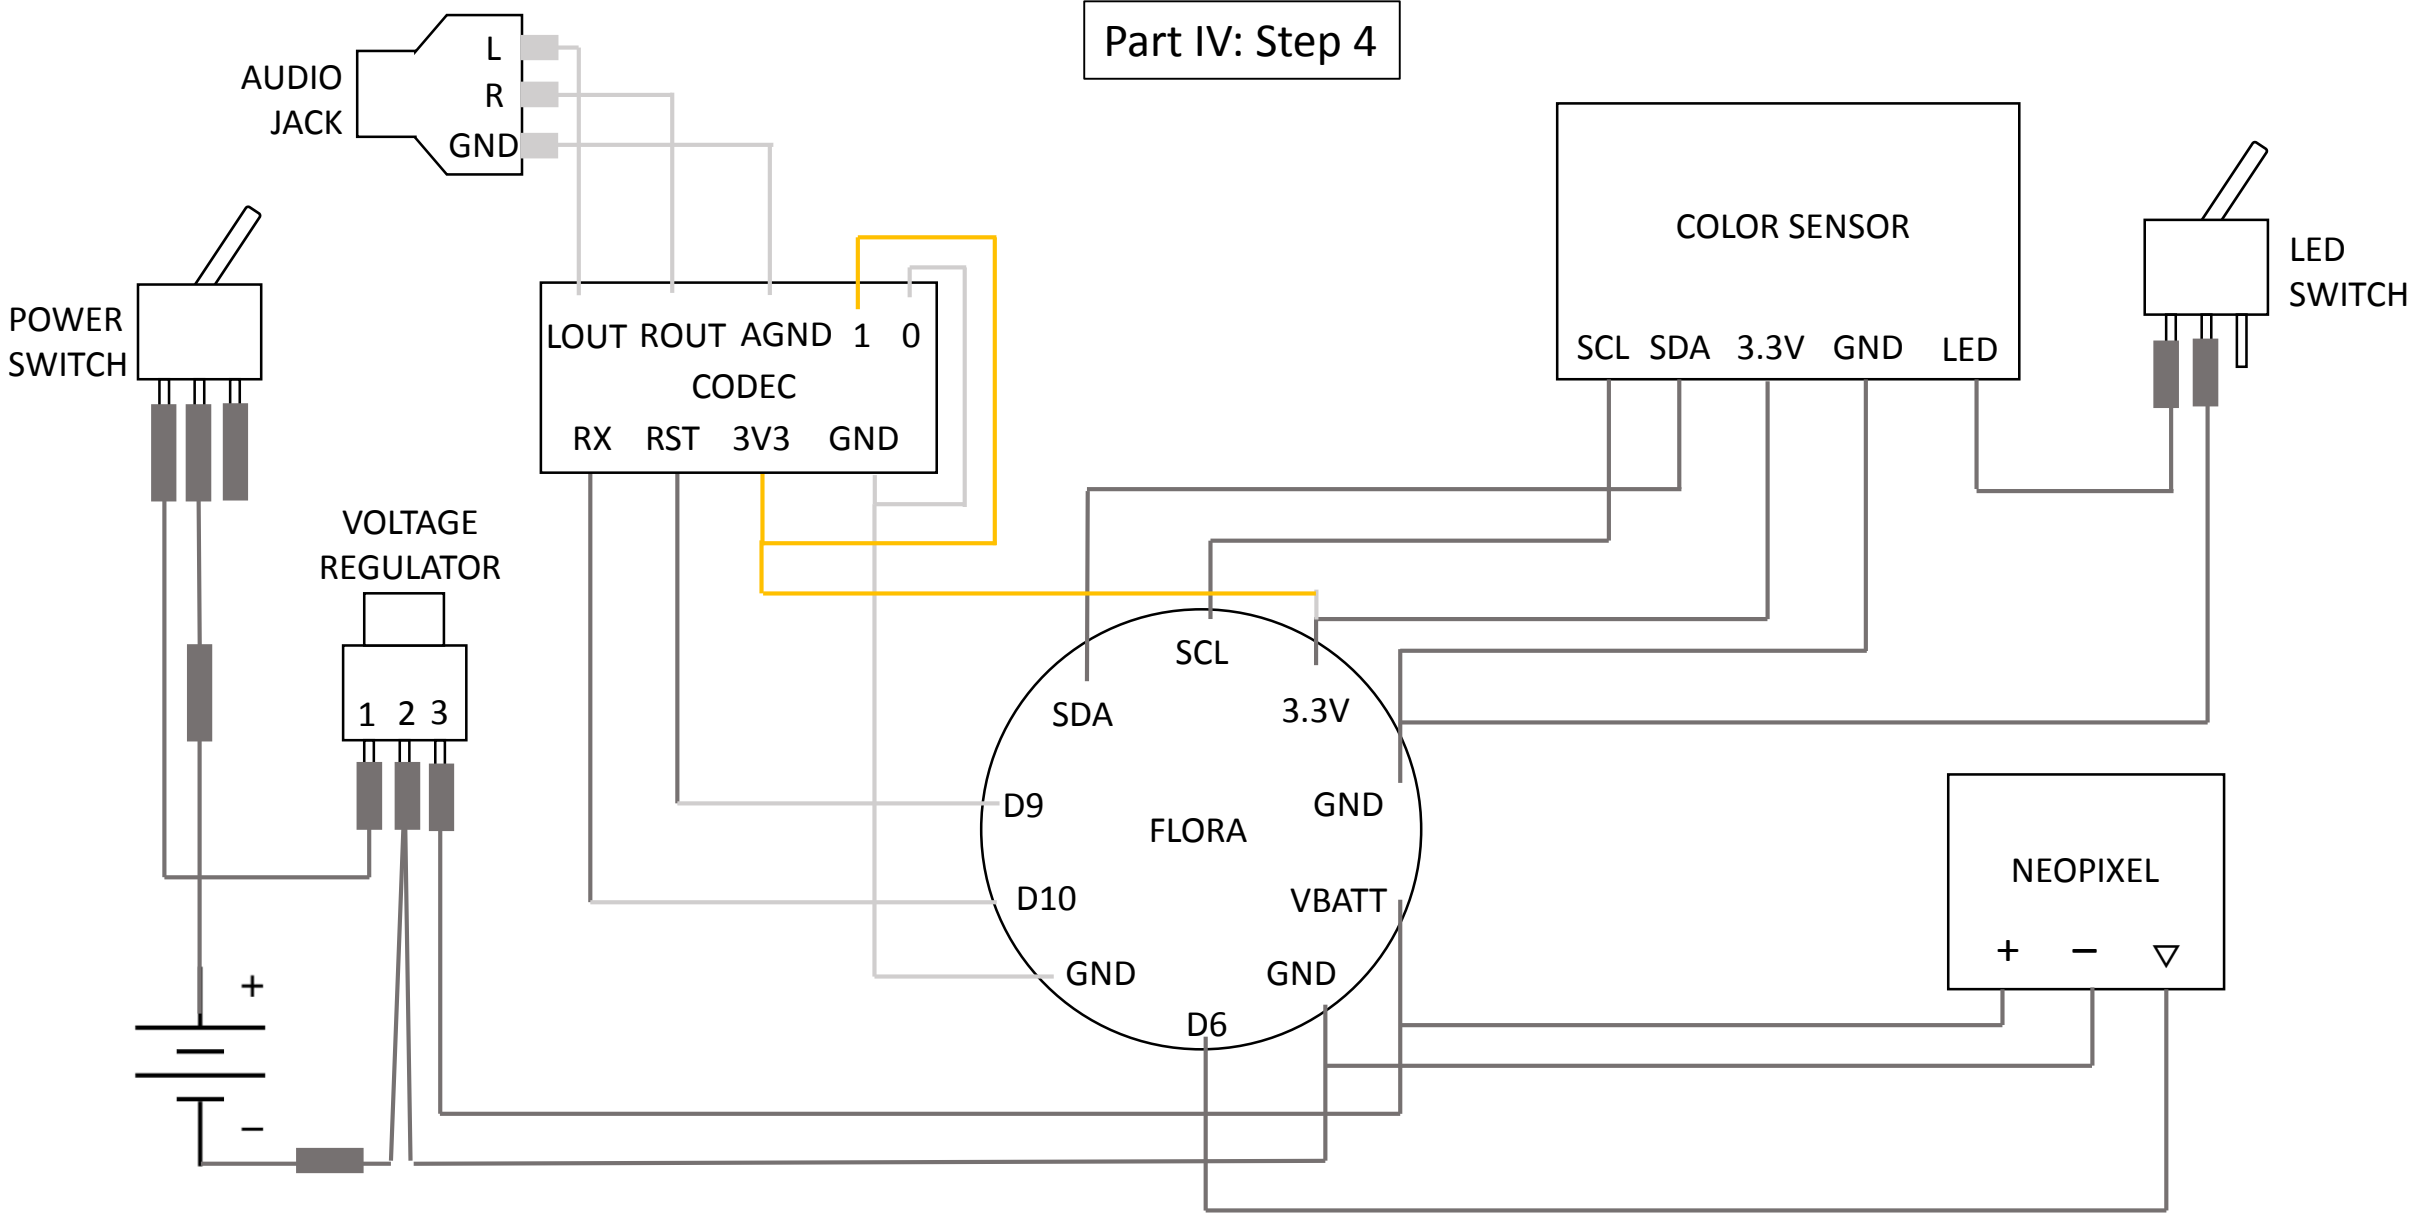 Part IV: Step 4
AUDIO
JACK
L
R
GND
POWER
SWITCH
LOUT ROUT AGND 1 0
CODEC
RX RST 3V3 GND
COLOR SENSOR
SCL SDA 3.3V GND LED
LED
SWITCH
VOLTAGE
REGULATOR
1 2 3
SCL
SDA
3.3V
D9
GND
FLORA
D10
VBATT
GND
GND
D6
NEOPIXEL
+ −
+
−